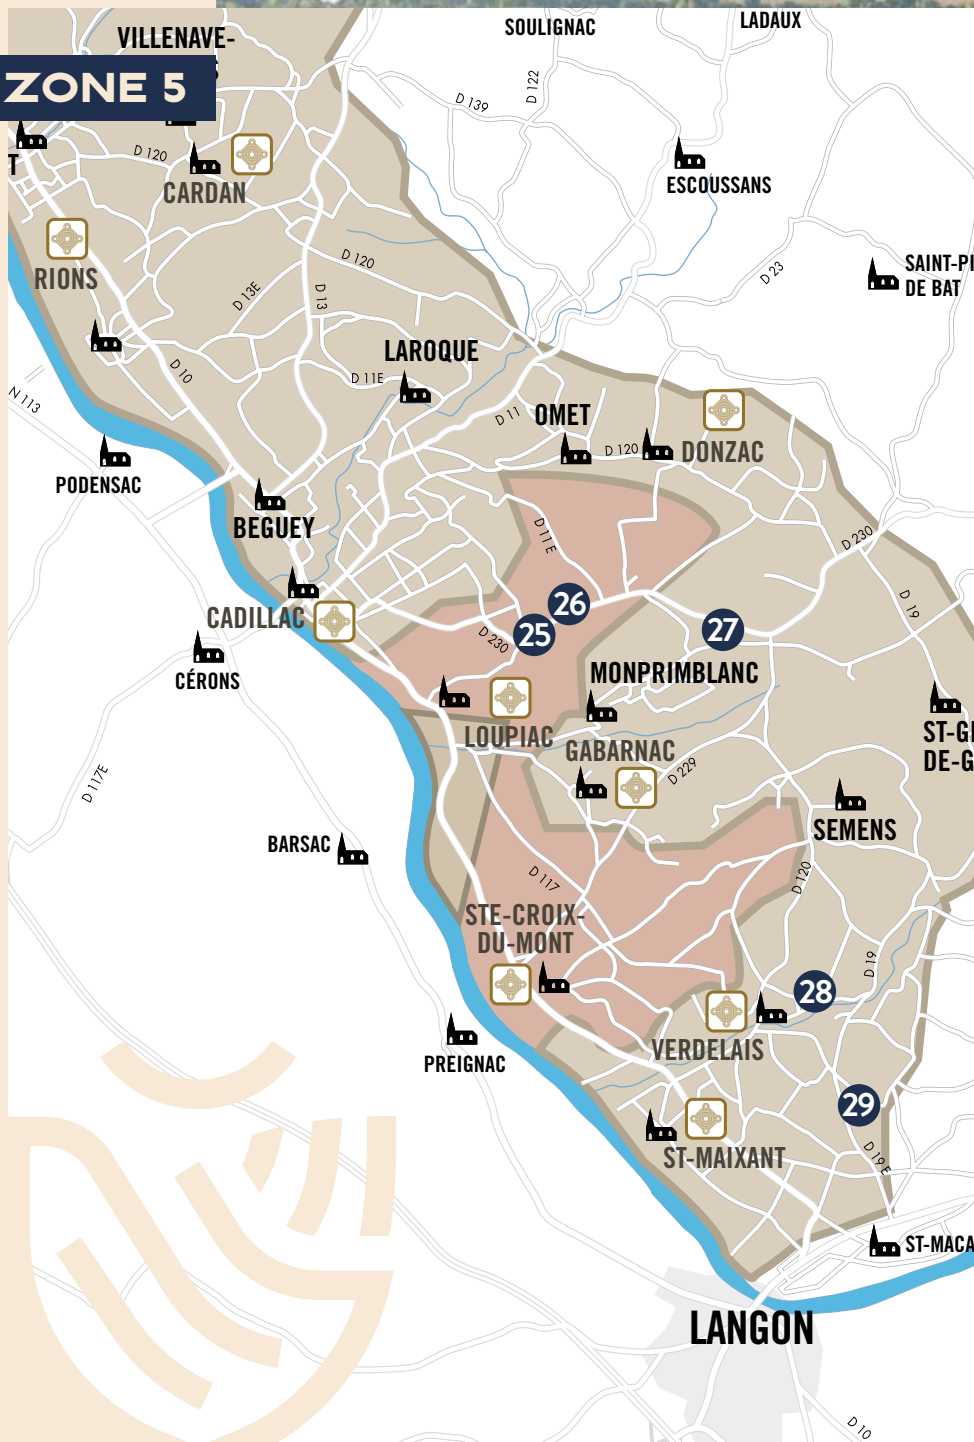 SOULIGNAC
LADAUX
VILLENAVE-
ZONE 5
D 139
D 122
T
D 120
CARDAN
ESCOUSSANS
RIONS
D 120
D 23
SAINT-PI
DE BAT
D 13E
D 13
LAROQUE
D 10
D 11E
N 113
D 11
OMET
D 120
DONZAC
PODENSAC
BEGUEY
D 11 E
D 230
CADILLAC
26
25
D 230
27
D 19
CÉRONS
MONPRIMBLANC
LOUPIAC
GABARNAC
ST-GE
DE-G
D 229
D 117E
SEMENS
BARSAC
D 117
D 120
STE-CROIX-
DU-MONT
D 19
28
VERDELAIS
PREIGNAC
29
ST-MAIXANT
D 19 E
ST-MACA
LANGON
D 10